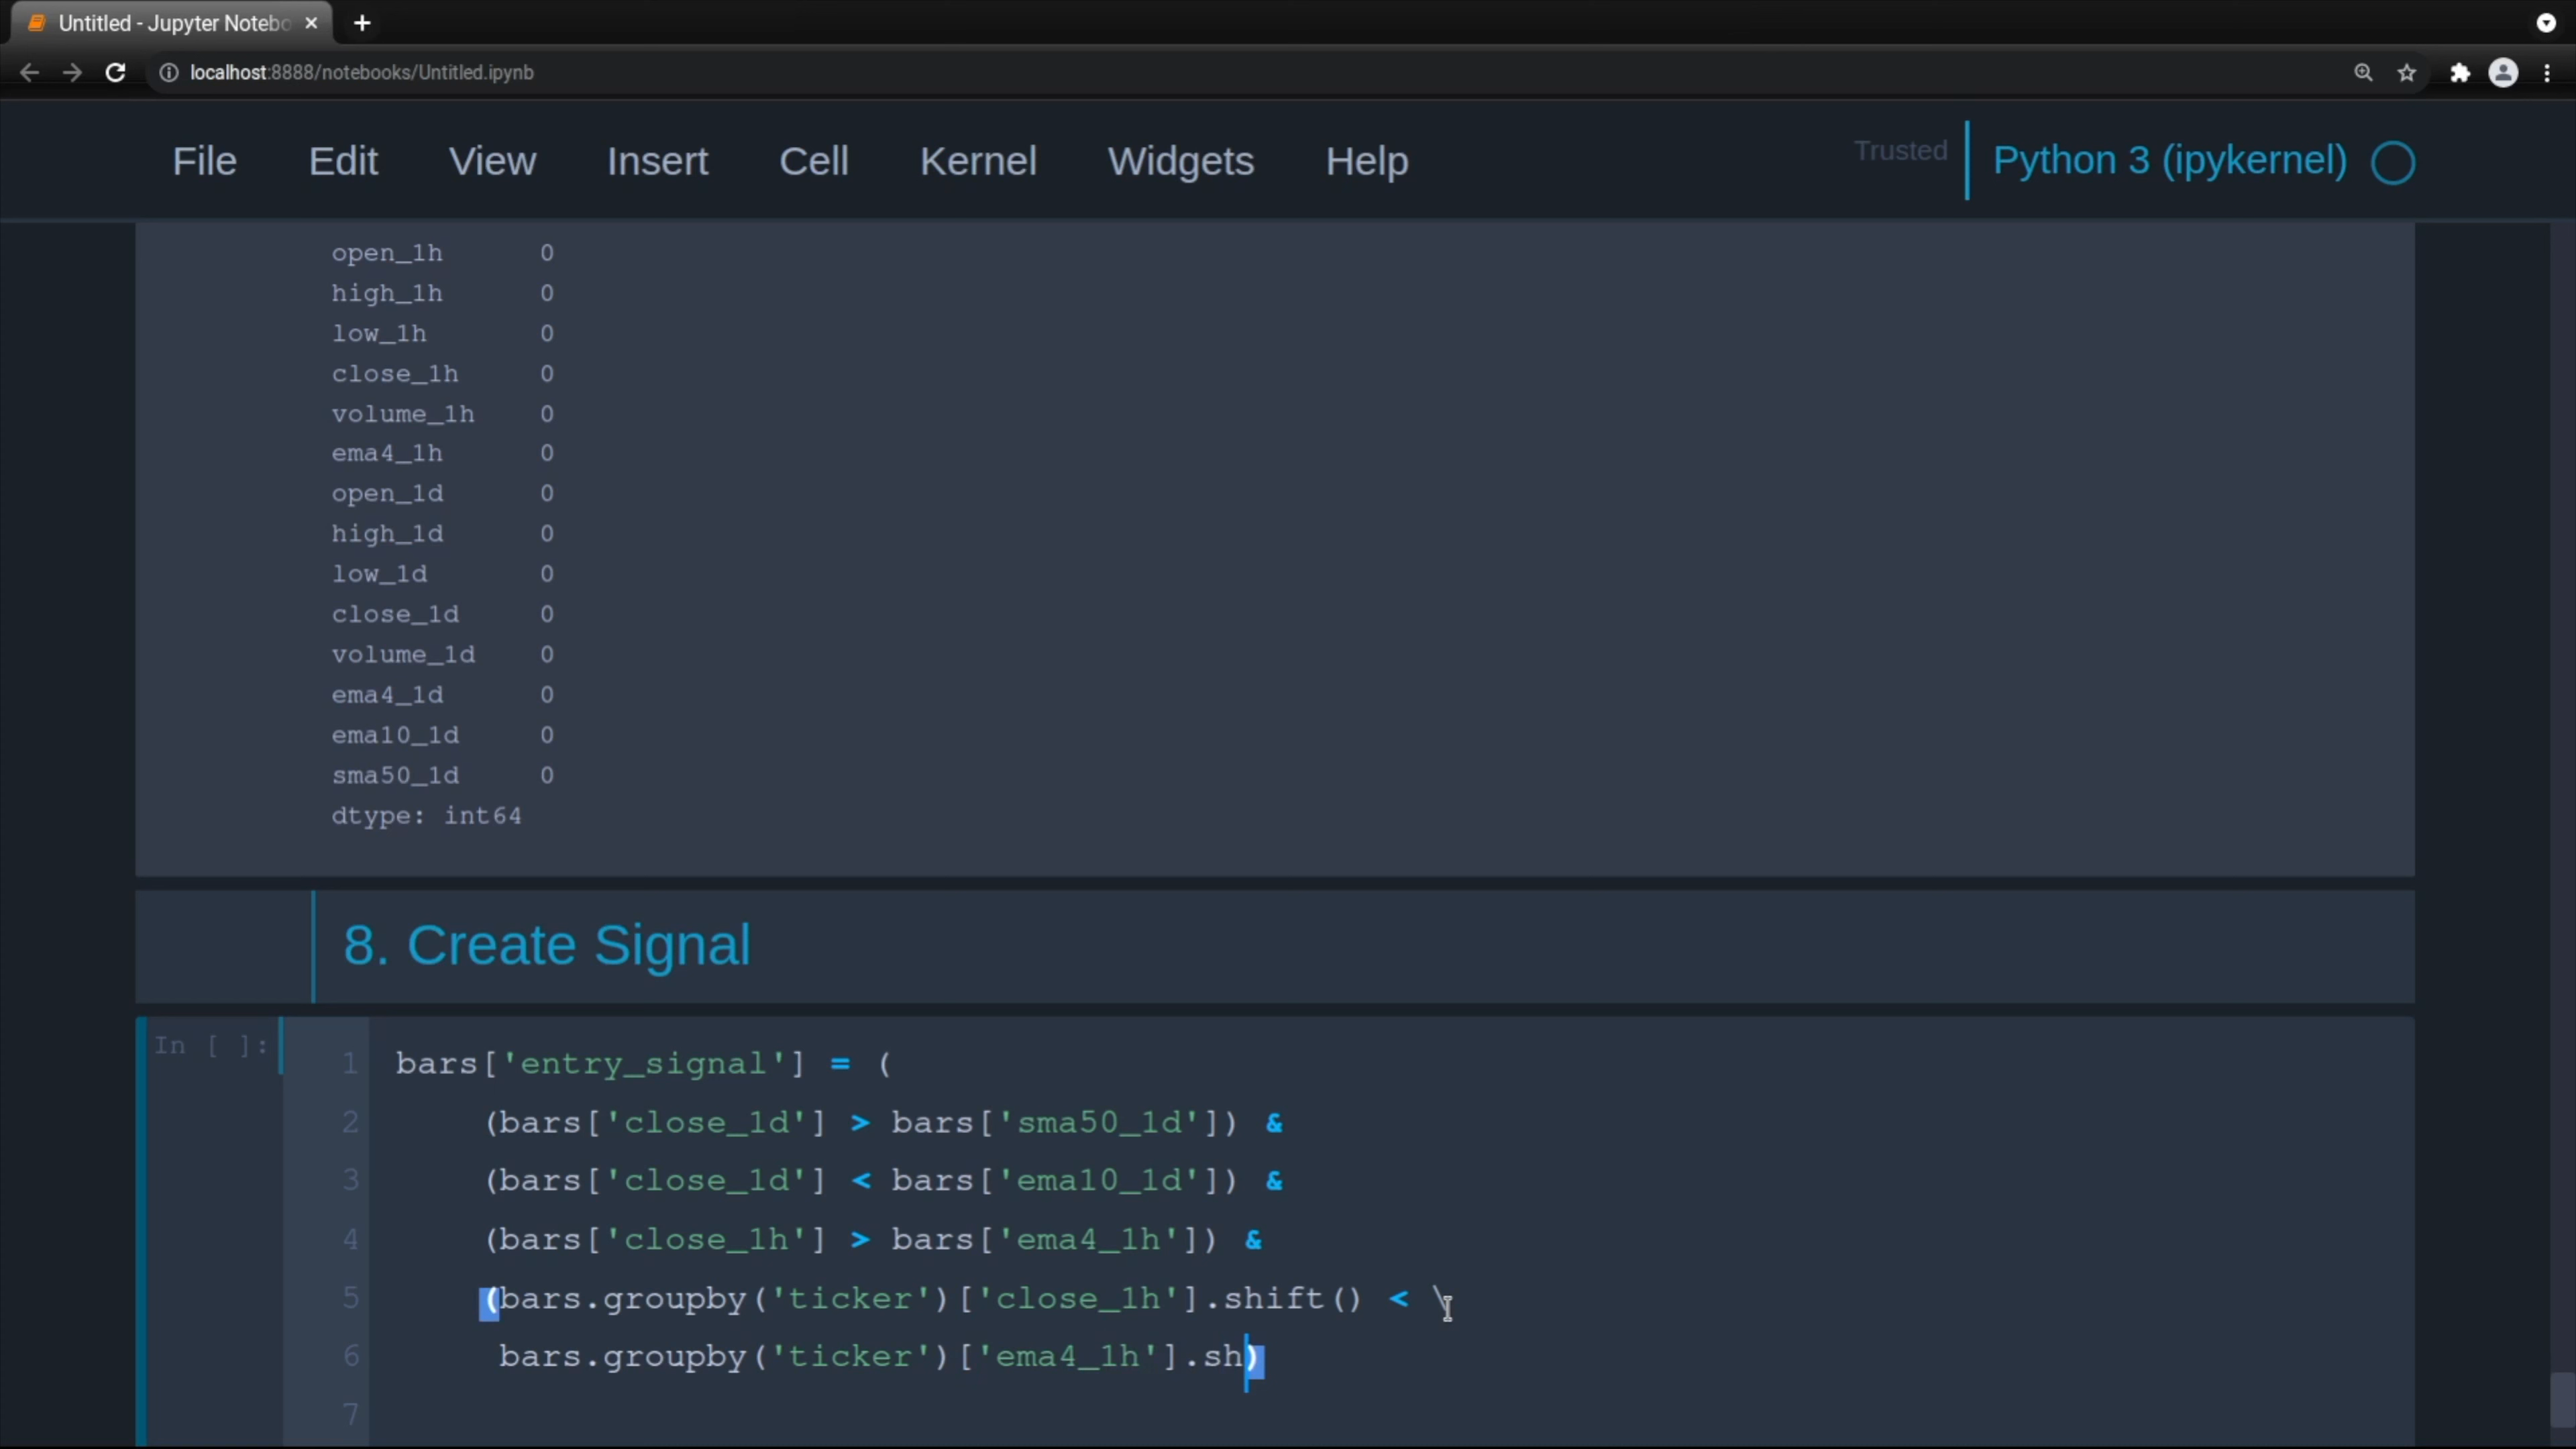 Untitled - Jupyter Notebo
localhost:8888/notebooks/Untitled.ipynb
File Edit View Insert Cell Kernel Widgets Help Trusted Python 3 (ipykernel)
open_1h 0
high_1h 0
low_1h 0
close_1h 0
volume_1h 0
ema4_1h 0
open_1d 0
high_1d 0
low_1d 0
close_1d 0
volume_1d 0
ema4_1d 0
ema10_1d 0
sma50_1d 0
dtype: int64
8. Create Signal
In [ ]:
1 bars['entry_signal'] = (
2 (bars['close_1d'] > bars['sma50_1d']) &
3 (bars['close_1d'] < bars['ema10_1d']) &
4 (bars['close_1h'] > bars['ema4_1h']) &
5 (bars.groupby('ticker')['close_1h'].shift() < \
6 bars.groupby('ticker')['ema4_1h'].sh)
7